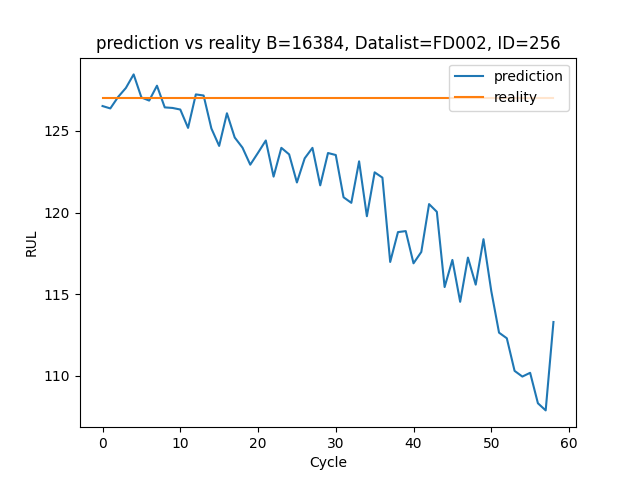 prediction vs reality B=16384, Datalist=FD002, ID=256
prediction
reality
125
120
115
110
RUL
0 10 20 30 40 50 60
Cycle